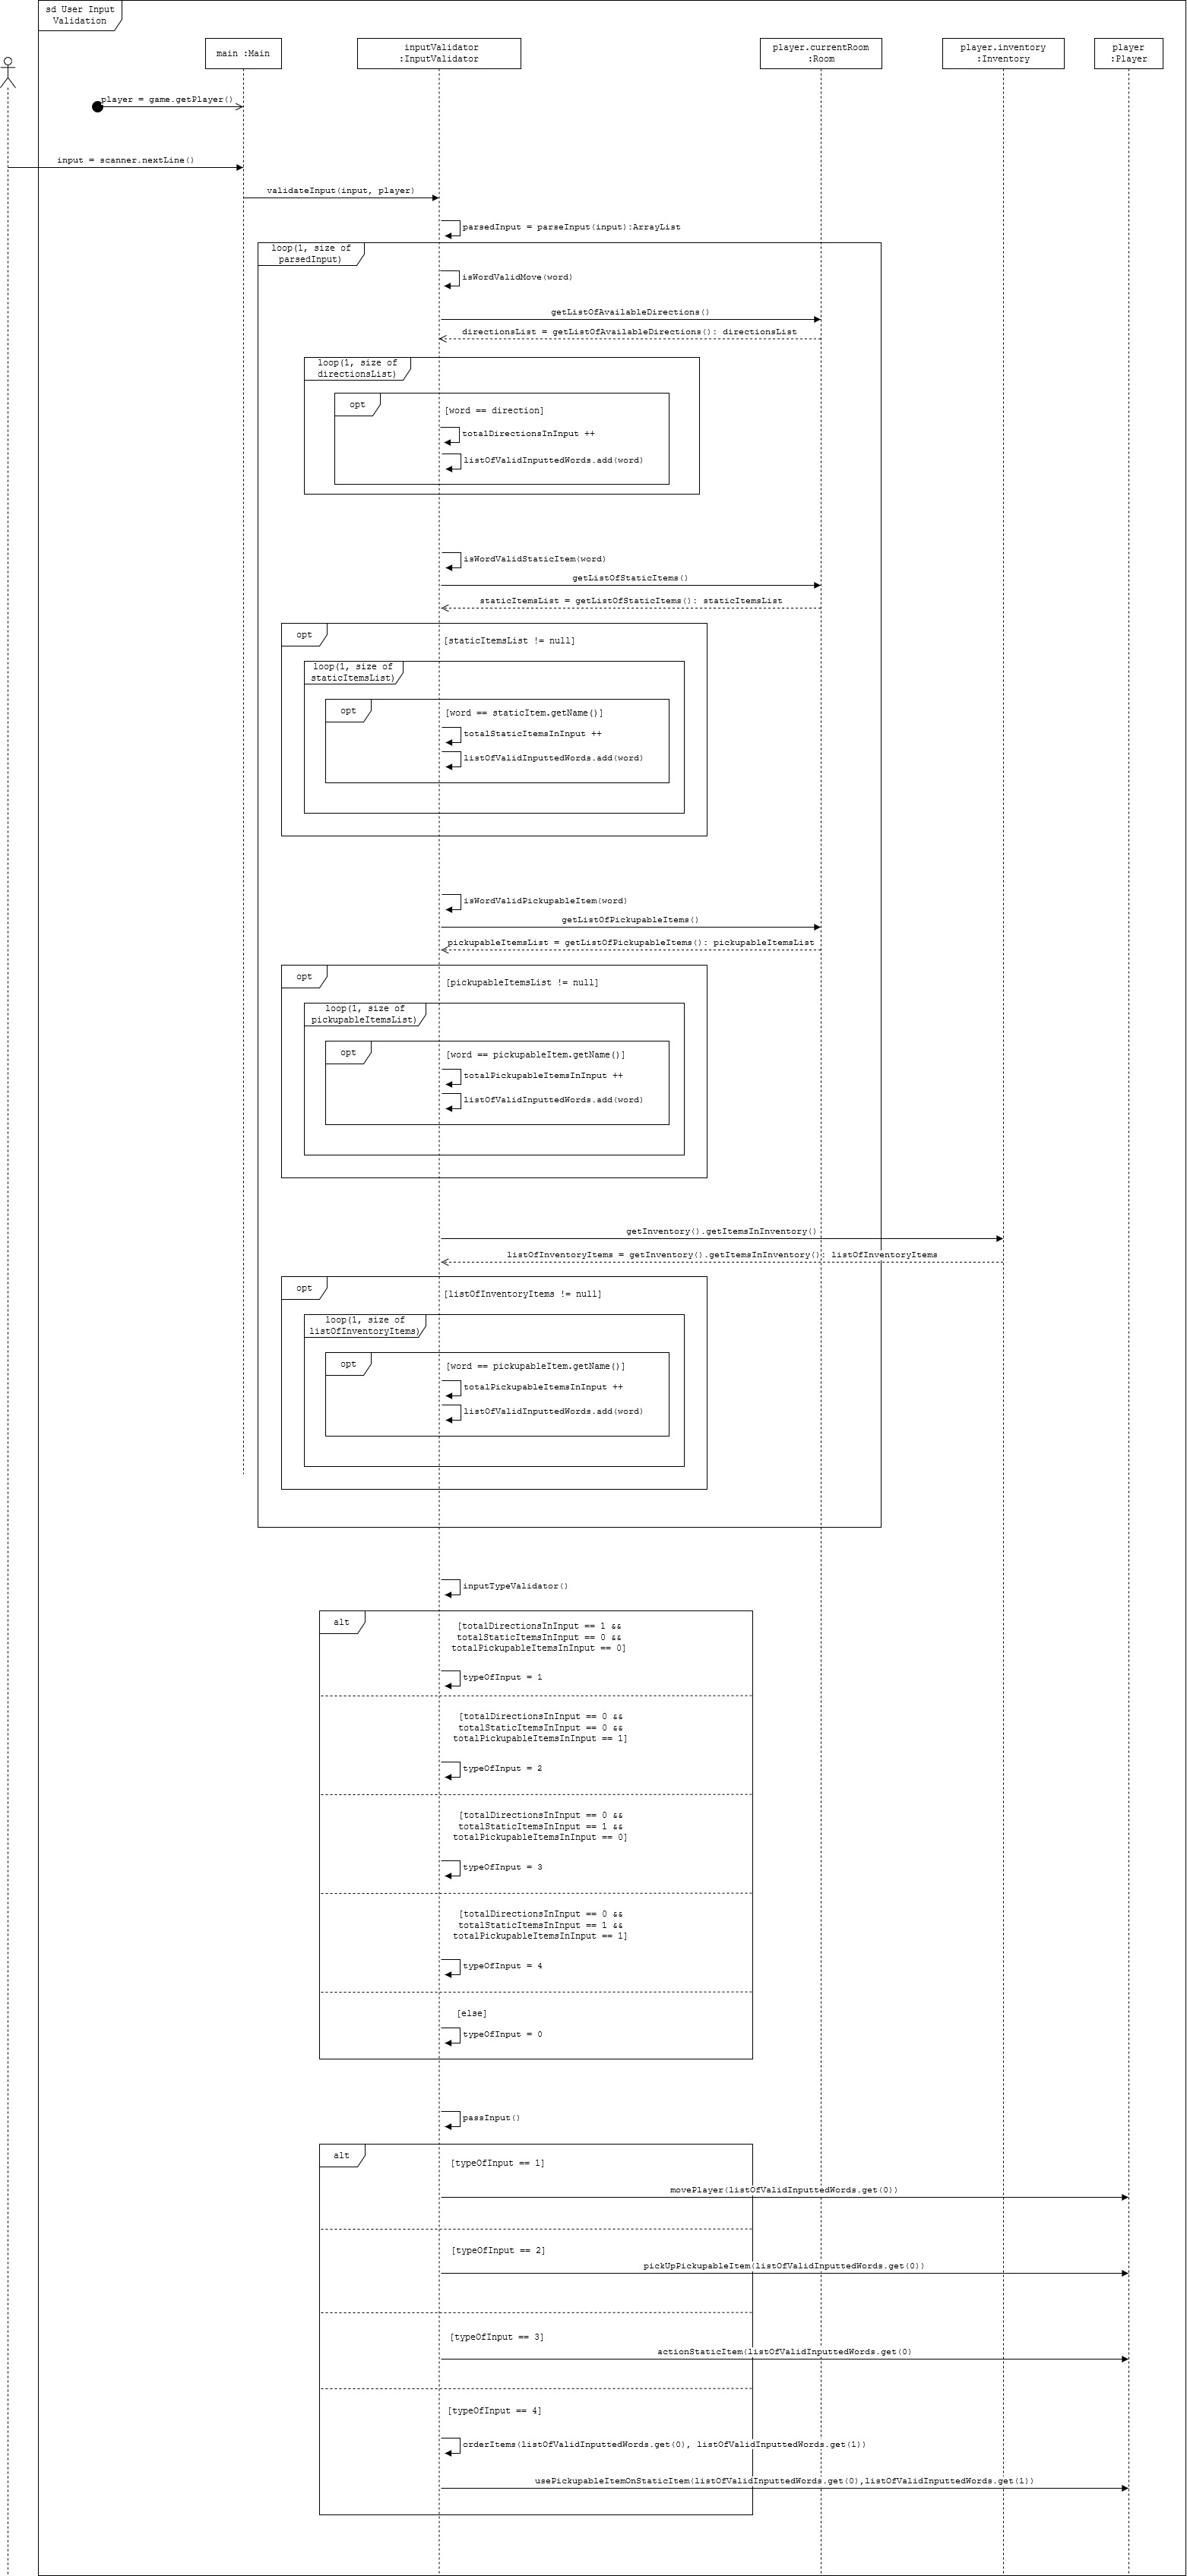 sd User Input
Validation
main :Main
inputValidator
:InputValidator
player.currentRoom
:Room
player.inventory
:Inventory
player
:Player
player = game.getPlayer()
input = scanner.nextLine()
validateInput(input, player)
parsedInput = parseInput(input):ArrayList
loop(1, size of
parsedInput)
isWordValidMove(word)
getListOfAvailableDirections()
directionsList = getListOfAvailableDirections(): directionsList
loop(1, size of
directionsList)
opt
[word == direction]
totalDirectionsInInput ++
listOfValidInputtedWords.add(word)
isWordValidStaticItem(word)
getListOfStaticItems()
staticItemsList = getListOfStaticItems(): staticItemsList
opt
[staticItemsList != null]
loop(1, size of
staticItemsList)
opt
[word == staticItem.getName()]
totalStaticItemsInInput ++
listOfValidInputtedWords.add(word)
isWordValidPickupableItem(word)
getListOfPickupableItems()
pickupableItemsList = getListOfPickupableItems(): pickupableItemsList
opt
[pickupableItemsList != null]
loop(1, size of
pickupableItemsList)
opt
[word == pickupableItem.getName()]
totalPickupableItemsInInput ++
listOfValidInputtedWords.add(word)
getInventory().getItemsInInventory()
listOfInventoryItems = getInventory().getItemsInInventory(): listOfInventoryItems
opt
[listOfInventoryItems != null]
loop(1, size of
listOfInventoryItems)
opt
[word == pickupableItem.getName()]
totalPickupableItemsInInput ++
listOfValidInputtedWords.add(word)
inputTypeValidator()
alt
[totalDirectionsInInput == 1 &&
totalStaticItemsInInput == 0 &&
totalPickupableItemsInInput == 0]
typeOfInput = 1
[totalDirectionsInInput == 0 &&
totalStaticItemsInInput == 0 &&
totalPickupableItemsInInput == 1]
typeOfInput = 2
[totalDirectionsInInput == 0 &&
totalStaticItemsInInput == 1 &&
totalPickupableItemsInInput == 0]
typeOfInput = 3
[totalDirectionsInInput == 0 &&
totalStaticItemsInInput == 1 &&
totalPickupableItemsInInput == 1]
typeOfInput = 4
[else]
typeOfInput = 0
passInput()
alt
[typeOfInput == 1]
movePlayer(listOfValidInputtedWords.get(0))
[typeOfInput == 2]
pickUpPickupableItem(listOfValidInputtedWords.get(0))
[typeOfInput == 3]
actionStaticItem(listOfValidInputtedWords.get(0)
[typeOfInput == 4]
orderItems(listOfValidInputtedWords.get(0), listOfValidInputtedWords.get(1))
usePickupableItemOnStaticItem(listOfValidInputtedWords.get(0),listOfValidInputtedWords.get(1))